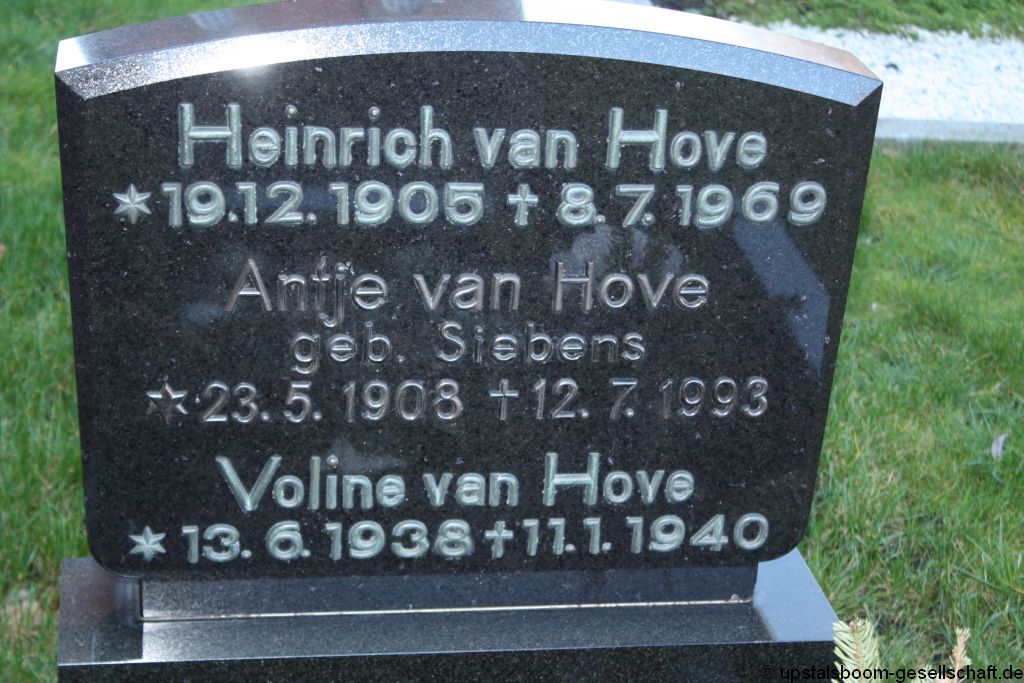 Heinrich van Hove
* 19.12.1905 † 8.7.1969
Antje van Hove
geb. Siebens
* 23.5.1908 † 12.7.1993
Voline van Hove
* 13.6.1938 † 11.1.1940
© upstalsboom-gesellschaft.de